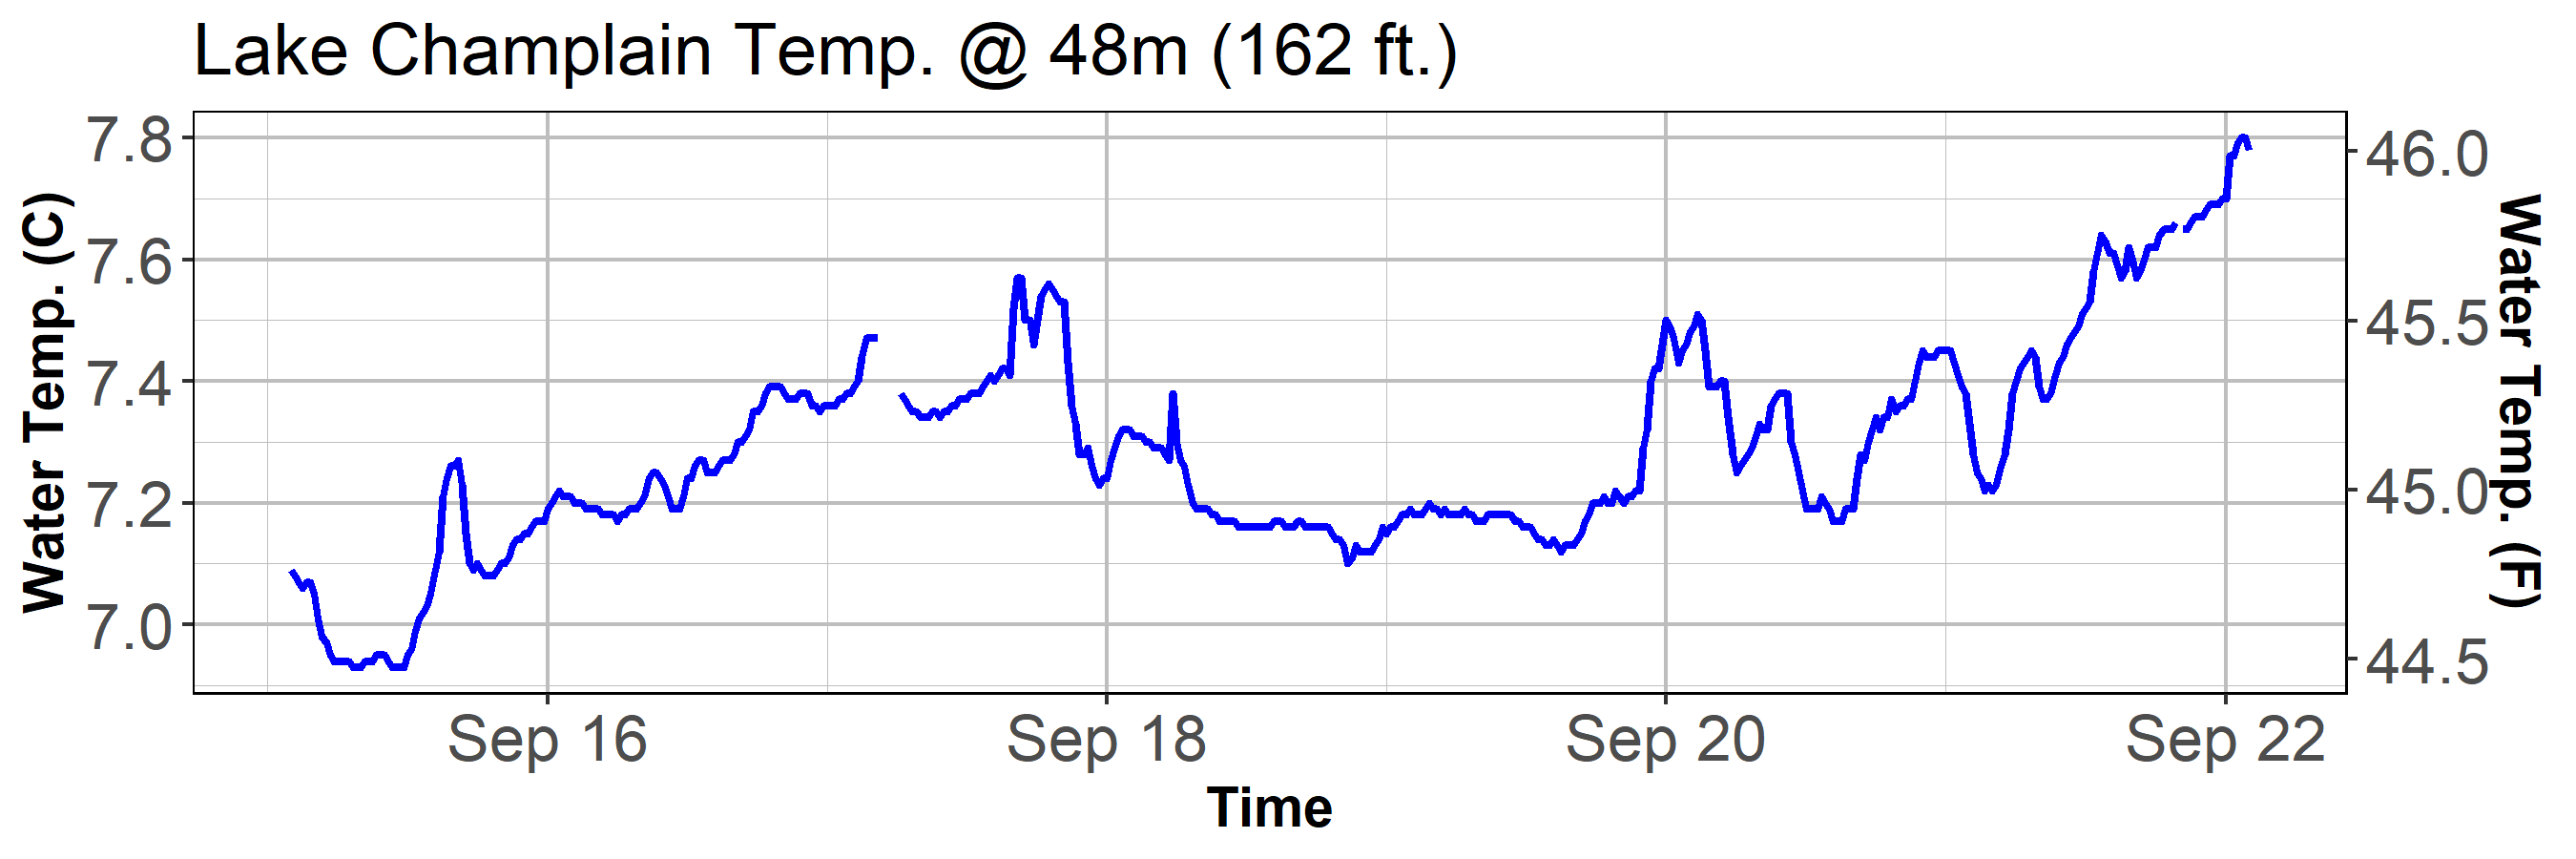 Lake Champlain Temp. @ 48m (162 ft.)
Water Temp. (C)
7.8
7.6
7.4
7.2
7.0
46.0
45.5
45.0
44.5
Water Temp. (F)
Sep 16
Sep 18
Sep 20
Sep 22
Time